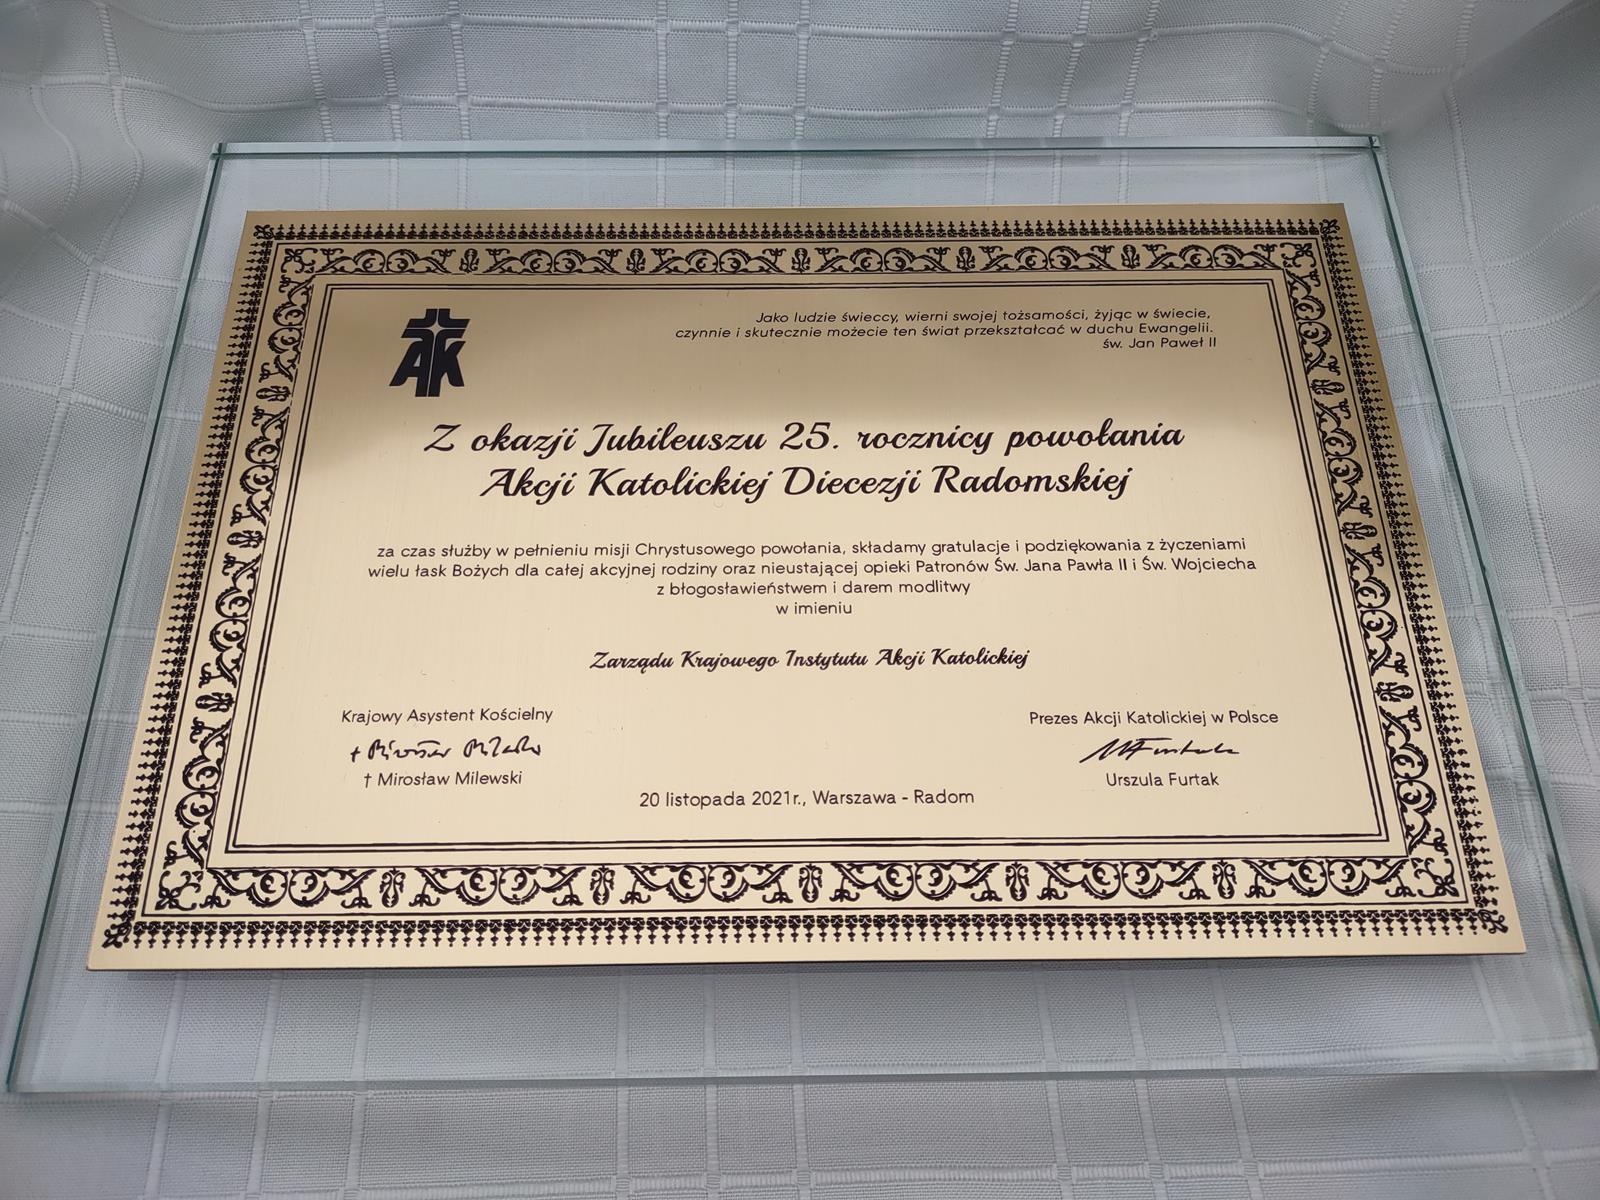 AK
Jako ludzie świeccy, wierni swojej tożsamości, żyjąc w świecie,
czynnie i skutecznie możecie ten świat przekształcać w duchu Ewangelii.
św. Jan Paweł II
Z okazji Jubileuszu 25. rocznicy powołania
Akcji Katolickiej Diecezji Radomskiej
za czas służby w pełnieniu misji Chrystusowego powołania, składamy gratulacje i podziękowania z życzeniami
wielu łask Bożych dla całej akcyjnej rodziny oraz nieustającej opieki Patronów Św. Jana Pawła II i Św. Wojciecha
z błogosławieństwem i darem modlitwy
w imieniu
Zarządu Krajowego Instytutu Akcji Katolickiej
Krajowy Asystent Kościelny
† Mirosław Milewski
Prezes Akcji Katolickiej w Polsce
Urszula Furtak
20 listopada 2021r., Warszawa - Radom